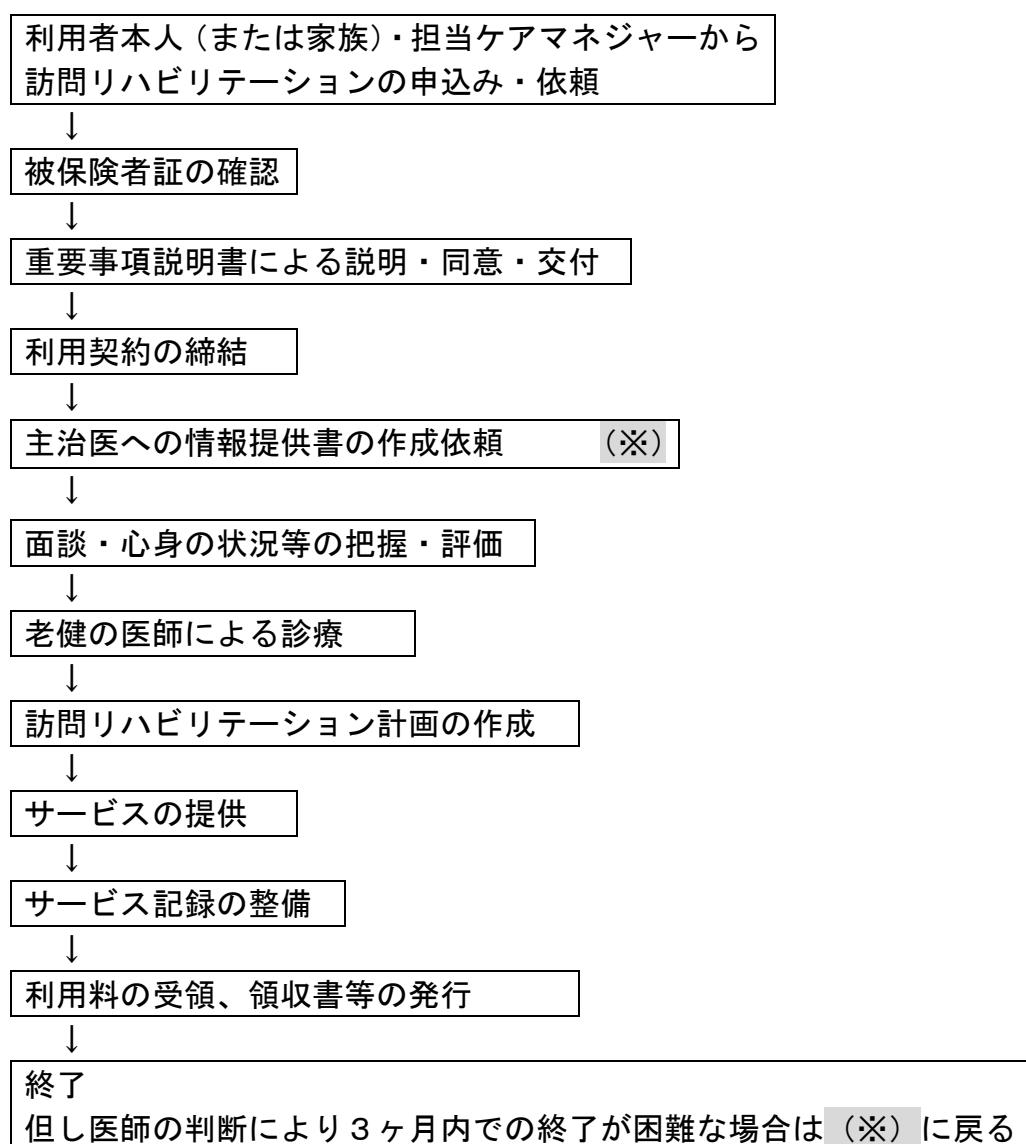 利用者本人（または家族）・担当ケアマネジャーから
訪問リハビリテーションの申込み・依頼
↓
被保険者証の確認
↓
重要事項説明書による説明・同意・交付
↓
利用契約の締結
↓
主治医への情報提供書の作成依頼　　　（※）
↓
面談・心身の状況等の把握・評価
↓
老健の医師による診療
↓
訪問リハビリテーション計画の作成
↓
サービスの提供
↓
サービス記録の整備
↓
利用料の受領、領収書等の発行
↓
終了
但し医師の判断により３ヶ月内での終了が困難な場合は（※）に戻る